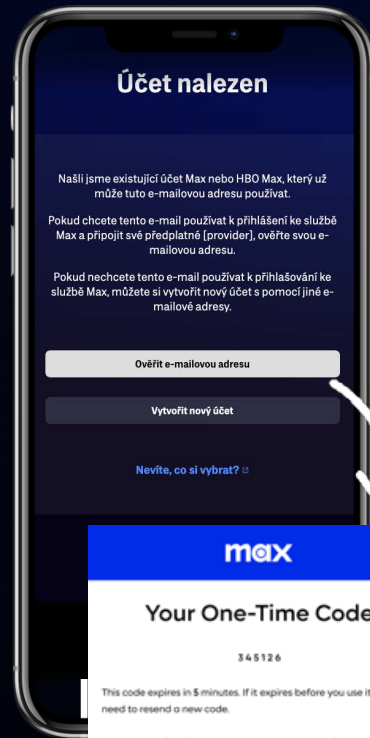 Účet nalezen
Našli jsme existující účet Max nebo HBO Max, který už
může tuto e-mailovou adresu používat.
Pokud chcete tento e-mail používat k přihlášení ke službě
Max a připojit své předplatné [provider], ověřte svou e-
mailovou adresu.
Pokud nechcete tento e-mail používat k přihlašování ke
službě Max, můžete si vytvořit nový účet s pomocí jiné e-
mailové adresy.
Ověřit e-mailovou adresu
Vytvořit nový účet
Nevíte, co si vybrat?
max
Your One-Time Code
345126
This code expires in 5 minutes. If it expires before you use it
need to resend a new code.